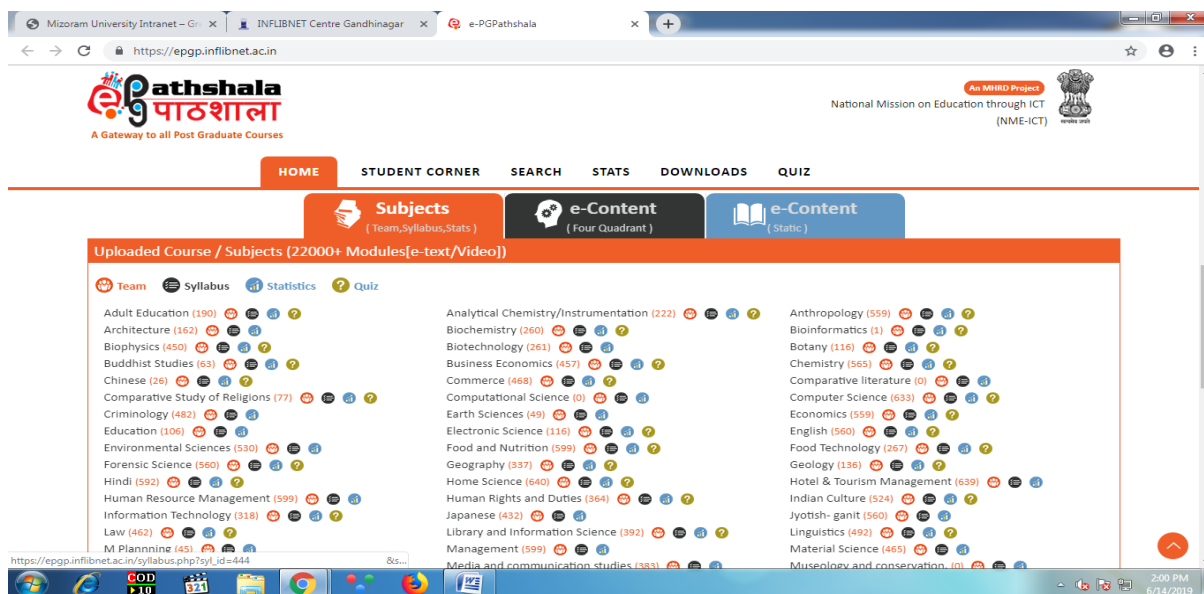 Mizoram University Intranet – Gr
INFLIBNET Centre Gandhinagar
e-PGPathshala
https://epgp.inflibnet.ac.in
Pathshala
पाठशाला
A Gateway to all Post Graduate Courses
An MHRD Project
National Mission on Education through ICT
(NME-ICT)
HOME STUDENT CORNER SEARCH STATS DOWNLOADS QUIZ
Subjects e-Content e-Content
( Team,Syllabus,Stats ) ( Four Quadrant ) ( Static )
Uploaded Course / Subjects (22000+ Modules[e-text/Video])
Team Syllabus Statistics ? Quiz
Adult Education (190) Analytical Chemistry/Instrumentation (222) Anthropology (559)
Architecture (162) Biochemistry (260) Bioinformatics (1)
Biophysics (450) Biotechnology (261) Botany (116)
Buddhist Studies (63) Business Economics (457) Chemistry (565)
Chinese (26) Commerce (468) Comparative literature (0)
Comparative Study of Religions (77) Computational Science (0) Computer Science (633)
Criminology (482) Earth Sciences (49) Economics (559)
Education (106) Electronic Science (116) English (560)
Environmental Sciences (530) Food and Nutrition (599) Food Technology (267)
Forensic Science (560) Geography (337) Geology (136)
Hindi (592) Home Science (640) Hotel & Tourism Management (639)
Human Resource Management (599) Human Rights and Duties (364) Indian Culture (524)
Information Technology (318) Japanese (432) Jyotish- ganit (560)
Law (462) Library and Information Science (392) Linguistics (492)
M Plannning (45) Management (599) Material Science (465)
Media and communication studies (383) Museology and conservation. (0)
https://epgp.inflibnet.ac.in/syllabus.php?syl_id=444 &s...
COD
10
321
2:00 PM
6/14/2019